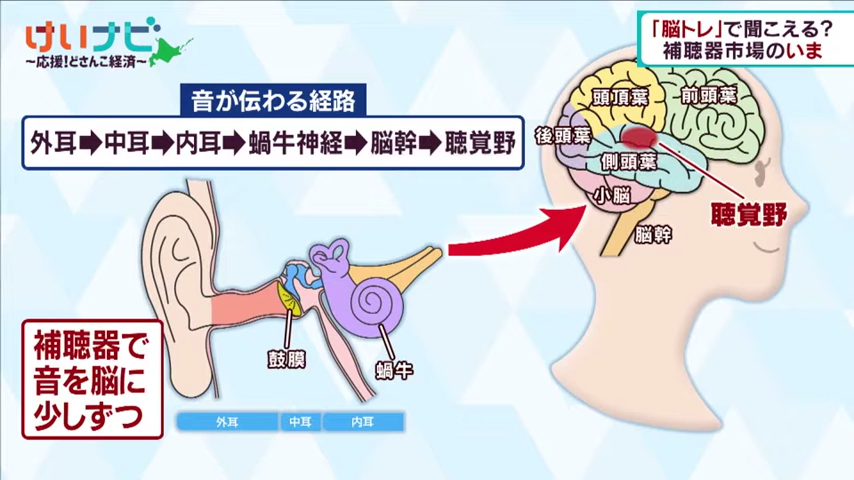 けいナビ
～応援!どさんこ経済～
「脳トレ」で聞こえる?
補聴器市場のいま
音が伝わる経路
外耳➡中耳➡内耳➡蝸牛神経➡脳幹➡聴覚野
頭頂葉
前頭葉
後頭葉
側頭葉
小脳
聴覚野
脳幹
補聴器で
音を脳に
少しずつ
鼓膜
蝸牛
外耳
中耳
内耳